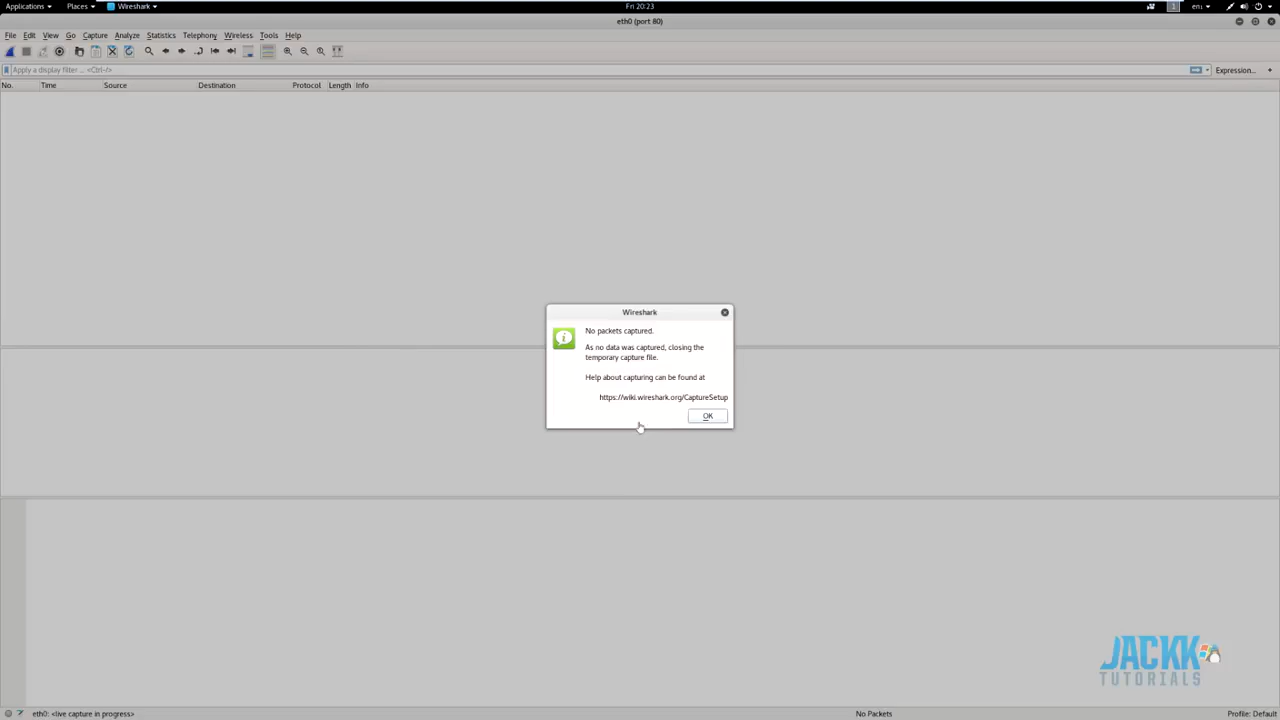 Applications Places Wireshark Fri 20:23 1 en
eth0 (port 80)
File Edit View Go Capture Analyze Statistics Telephony Wireless Tools Help
Apply a display filter ... <Ctrl-/> Expression... +
No. Time Source Destination Protocol Length Info
Wireshark
No packets captured.
As no data was captured, closing the
temporary capture file.
Help about capturing can be found at
https://wiki.wireshark.org/CaptureSetup
OK
JACKK
TUTORIALS
eth0: <live capture in progress> No Packets Profile: Default